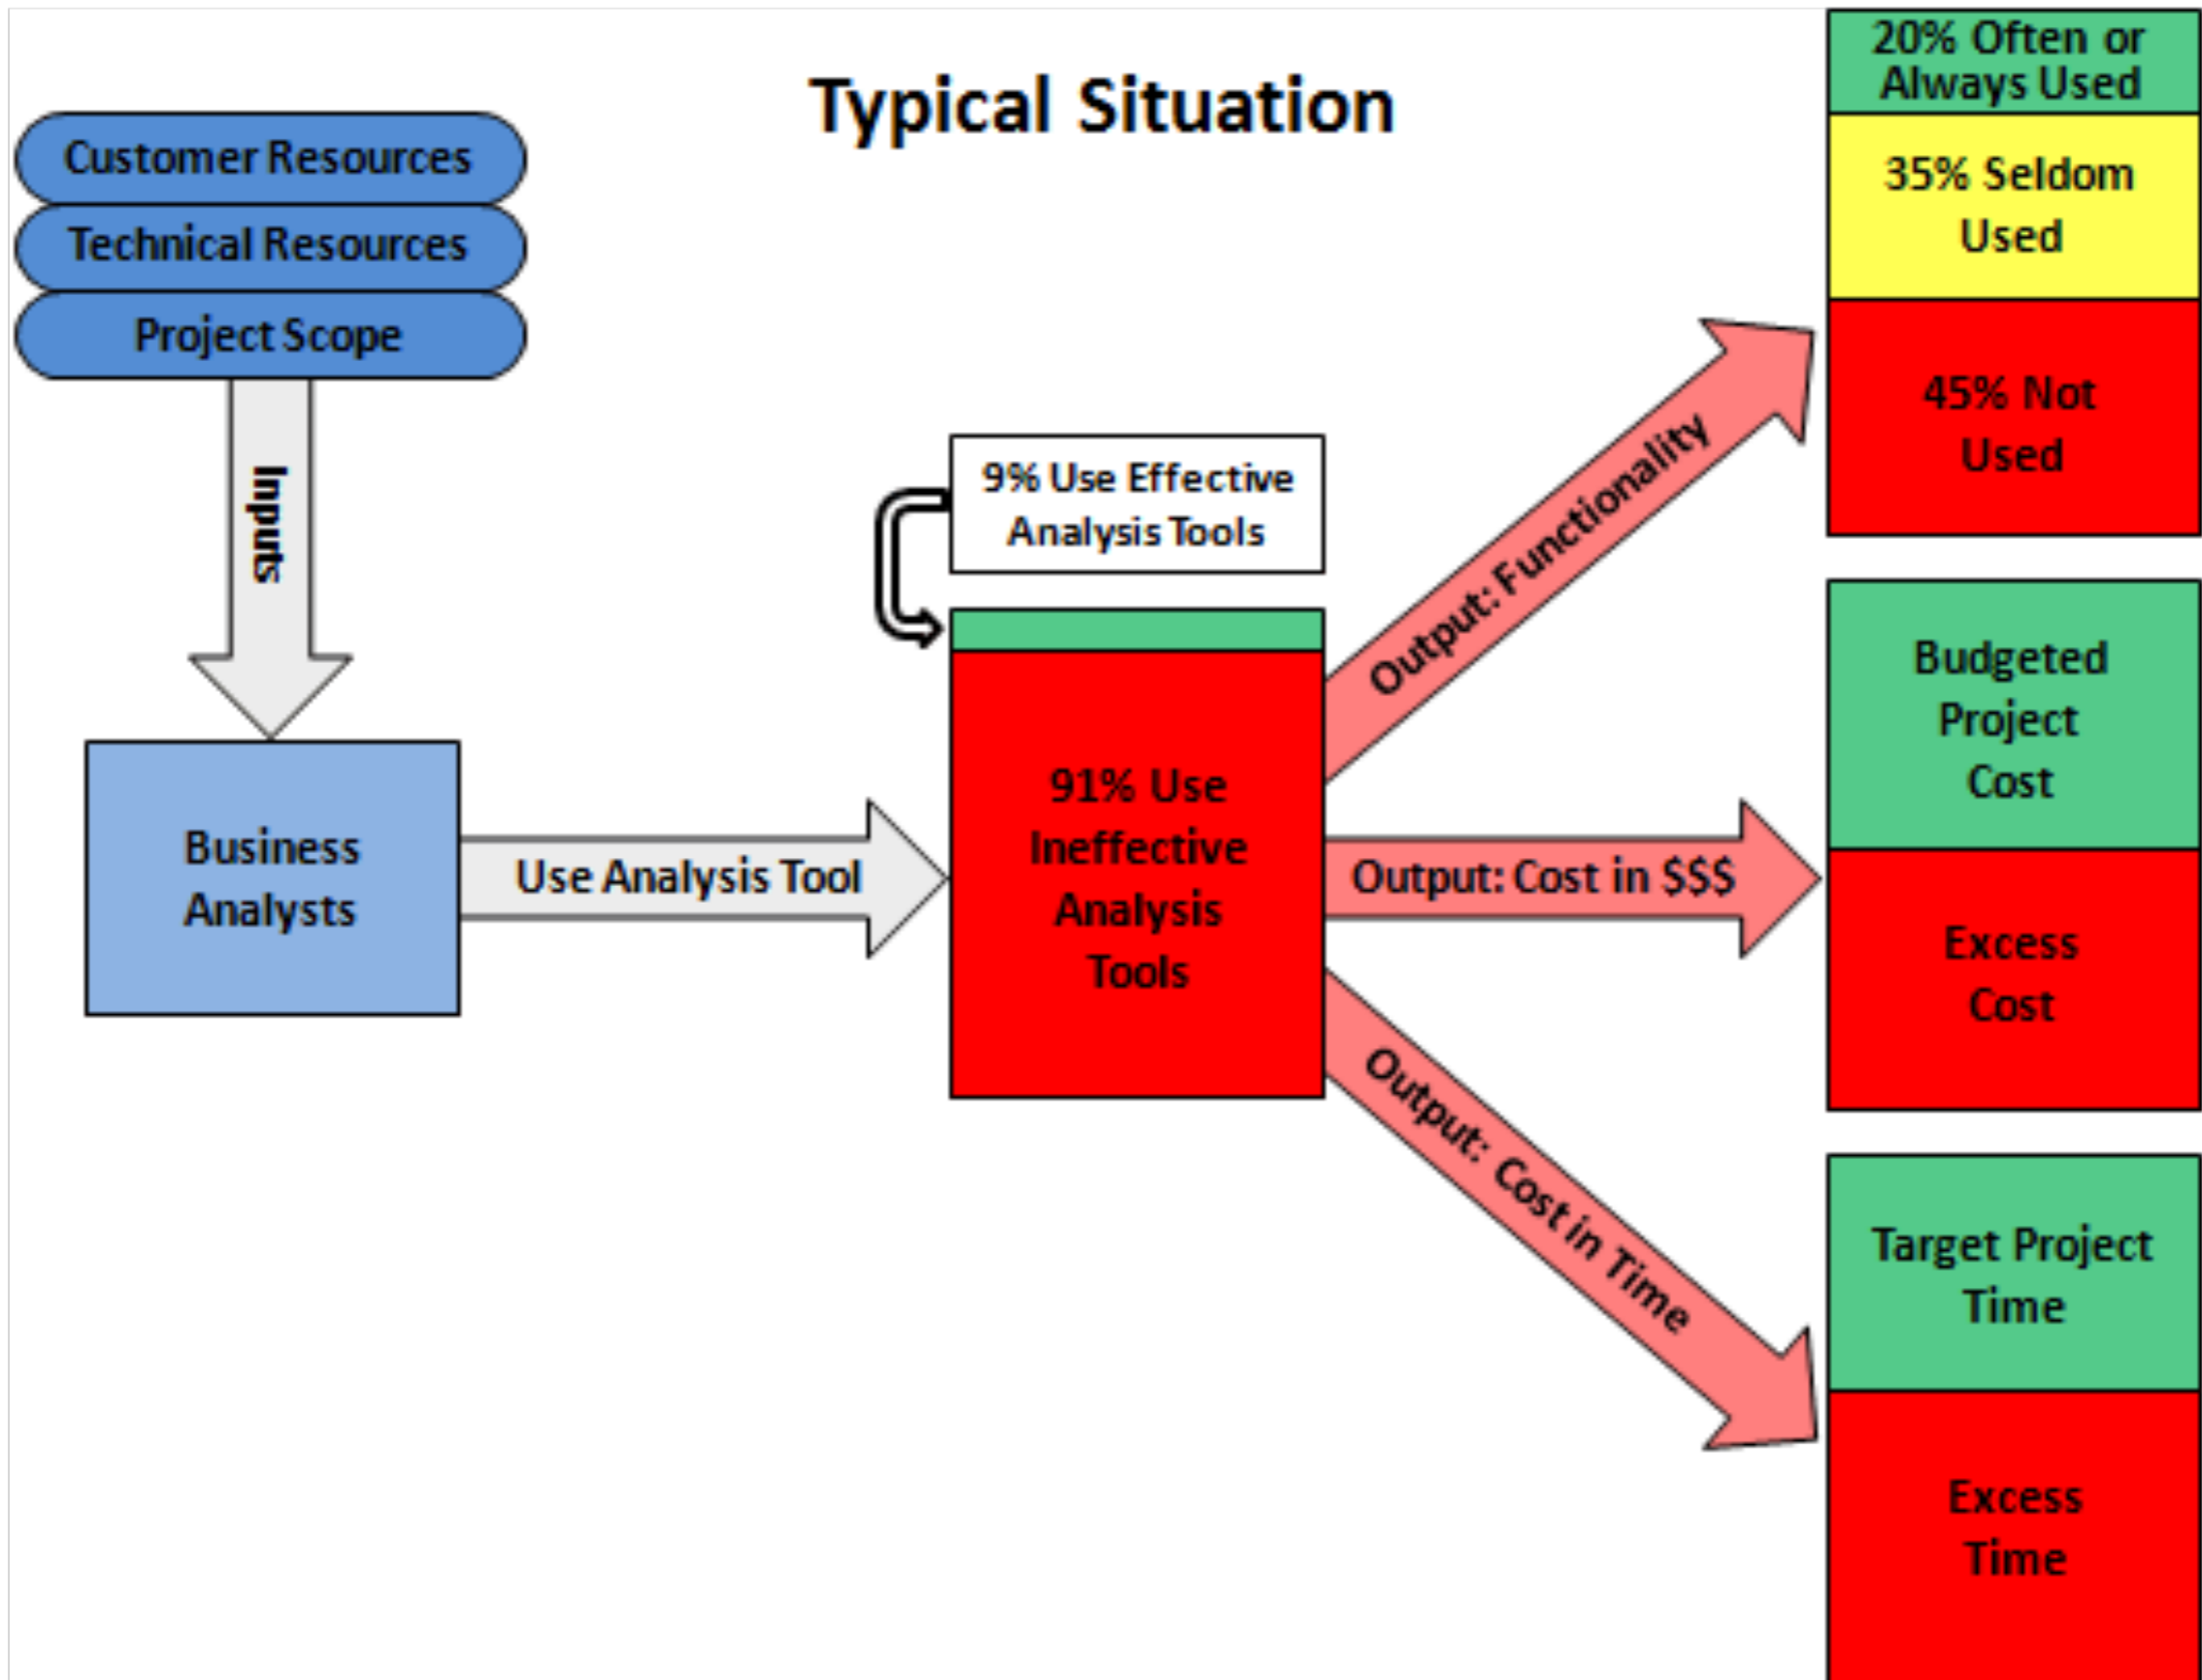 Typical Situation
Customer Resources
Technical Resources
Project Scope
Inputs
Business
Analysts
Use Analysis Tool
9% Use Effective
Analysis Tools
91% Use
Ineffective
Analysis
Tools
Output: Functionality
Output: Cost in $$$
Output: Cost in Time
20% Often or
Always Used
35% Seldom
Used
45% Not
Used
Budgeted
Project
Cost
Excess
Cost
Target Project
Time
Excess
Time